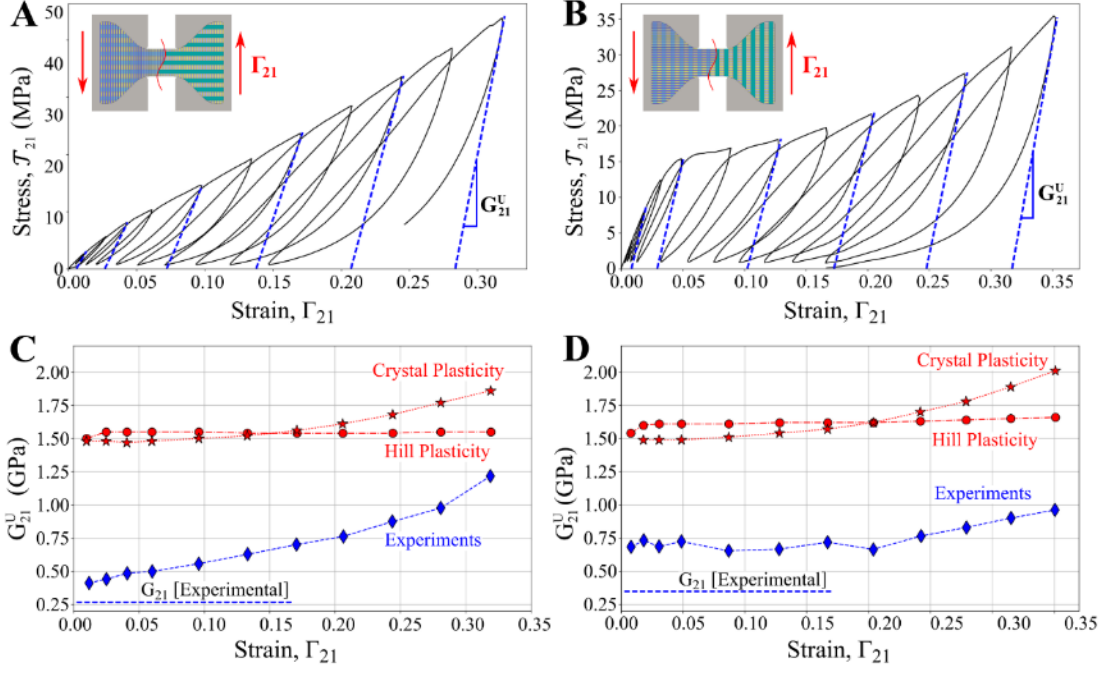 A
Stress, 𝒯21 (MPa)
50
40
30
20
10
0
Γ21
G21^U
0.00 0.05 0.10 0.15 0.20 0.25 0.30
Strain, Γ21
B
Stress, 𝒯21 (MPa)
35
30
25
20
15
10
5
0
Γ21
G21^U
0.00 0.05 0.10 0.15 0.20 0.25 0.30
Strain, Γ21
C
G21^U (GPa)
2.00
1.75
1.50
1.25
1.00
0.75
0.50
0.25
Crystal Plasticity
Hill Plasticity
Experiments
G21 [Experimental]
0.00 0.05 0.10 0.15 0.20 0.25 0.30 0.35
Strain, Γ21
D
G21^U (GPa)
2.00
1.75
1.50
1.25
1.00
0.75
0.50
0.25
Crystal Plasticity
Hill Plasticity
Experiments
G21 [Experimental]
0.00 0.05 0.10 0.15 0.20 0.25 0.30 0.35
Strain, Γ21